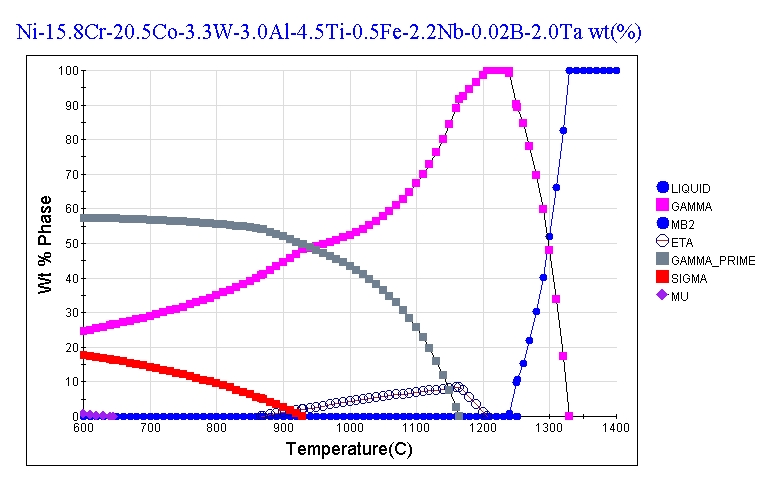 Ni-15.8Cr-20.5Co-3.3W-3.0Al-4.5Ti-0.5Fe-2.2Nb-0.02B-2.0Ta wt(%)
100
90
80
70
60
50
40
30
20
10
0
Wt % Phase
600 700 800 900 1000 1100 1200 1300 1400
Temperature(C)
LIQUID
GAMMA
MB2
ETA
GAMMA_PRIME
SIGMA
MU